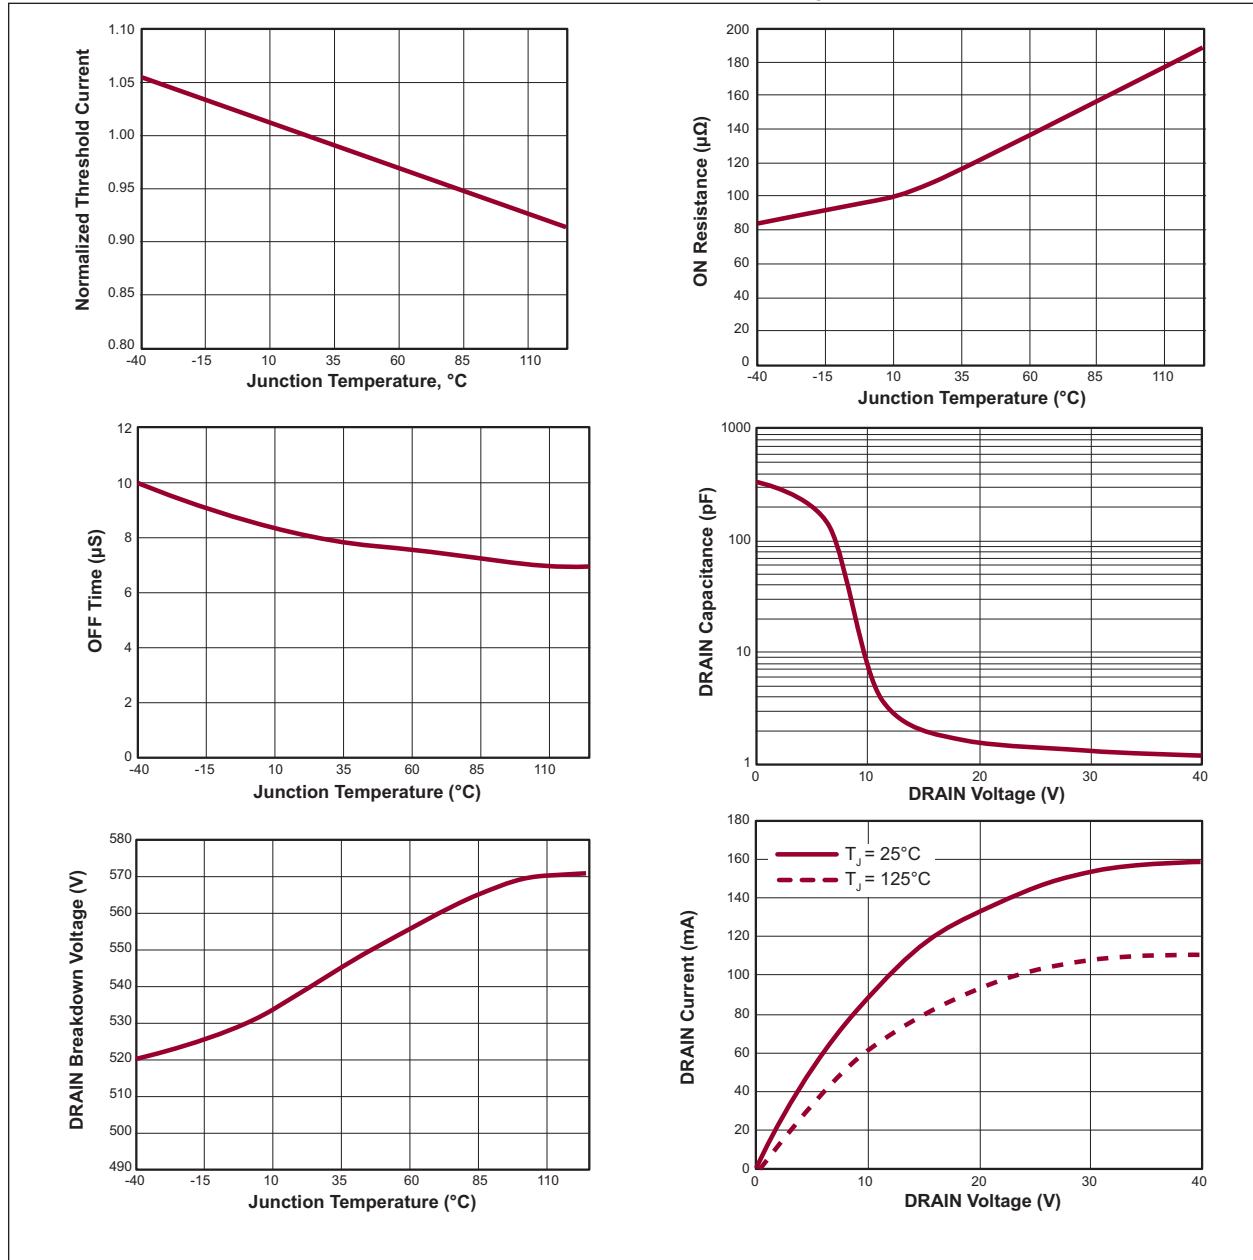 1.10
1.05
1.00
0.95
0.90
0.85
0.80
Normalized Threshold Current
-40 -15 10 35 60 85 110
Junction Temperature, °C
200
180
160
140
120
100
80
60
40
20
0
ON Resistance (μΩ)
-40 -15 10 35 60 85 110
Junction Temperature (°C)
12
10
8
6
4
2
0
OFF Time (μS)
-40 -15 10 35 60 85 110
Junction Temperature (°C)
1000
100
10
1
DRAIN Capacitance (pF)
0 10 20 30 40
DRAIN Voltage (V)
580
570
560
550
540
530
520
510
500
490
DRAIN Breakdown Voltage (V)
-40 -15 10 35 60 85 110
Junction Temperature (°C)
180
160
140
120
100
80
60
40
20
0
DRAIN Current (mA)
TJ = 25°C
TJ = 125°C
0 10 20 30 40
DRAIN Voltage (V)